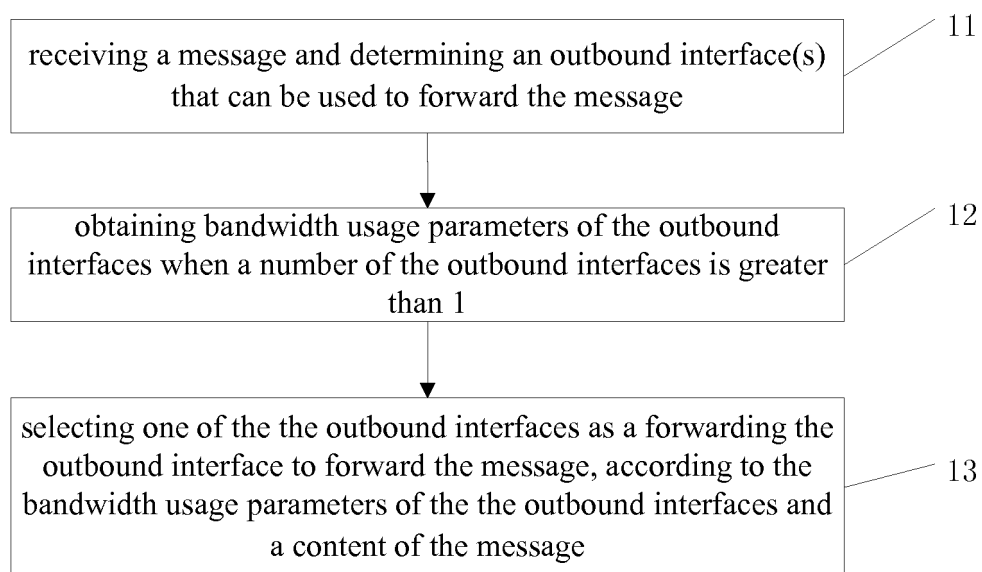 receiving a message and determining an outbound interface(s)
that can be used to forward the message
11
obtaining bandwidth usage parameters of the outbound
interfaces when a number of the outbound interfaces is greater
than 1
12
selecting one of the the outbound interfaces as a forwarding the
outbound interface to forward the message, according to the
bandwidth usage parameters of the the outbound interfaces and
a content of the message
13